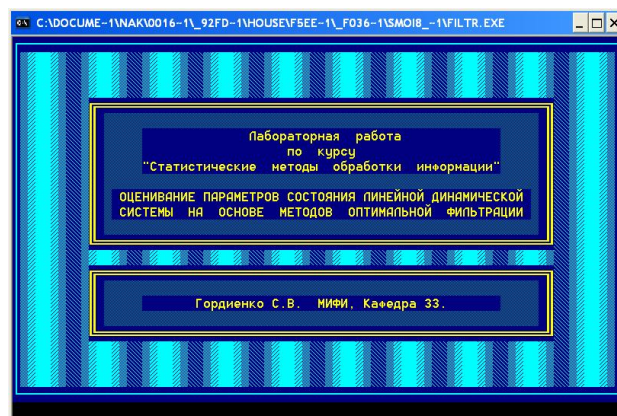 C:\DOCUME~1\NAK\0016~1\_92FD~1\HOUSE\F5EE~1\_F036~1\SMOI8_~1\FILTR.EXE
Лабораторная работа
по курсу
"Статистические методы обработки информации"
ОЦЕНИВАНИЕ ПАРАМЕТРОВ СОСТОЯНИЯ ЛИНЕЙНОЙ ДИНАМИЧЕСКОЙ
СИСТЕМЫ НА ОСНОВЕ МЕТОДОВ ОПТИМАЛЬНОЙ ФИЛЬТРАЦИИ
Гордиенко С.В. МИФИ, Кафедра 33.